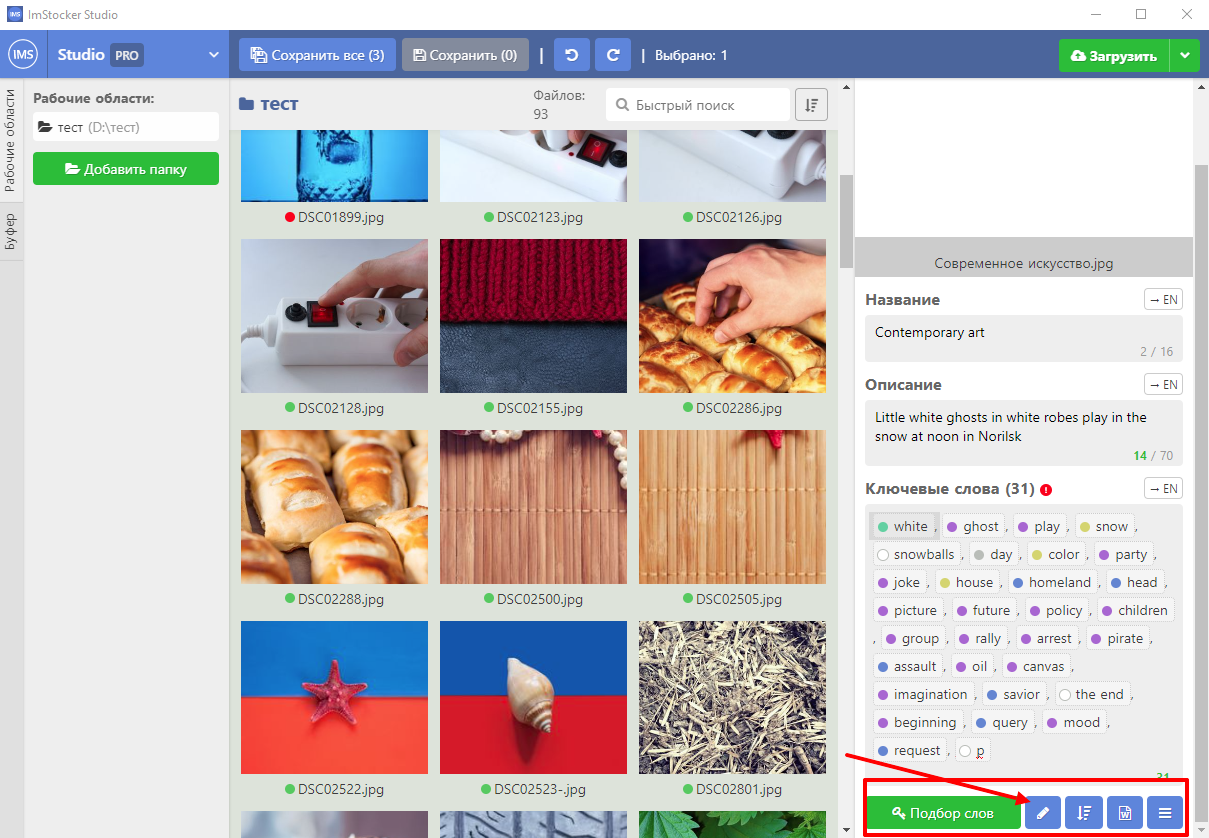 IMS ImStocker Studio
IMS Studio PRO
Сохранить все (3) Сохранить (0) | | Выбрано: 1 Загрузить
Рабочие области
Буфер
Рабочие области:
тест (D:\тест)
Добавить папку
тест Файлов: 93 Быстрый поиск
DSC01899.jpg DSC02123.jpg DSC02126.jpg
DSC02128.jpg DSC02155.jpg DSC02286.jpg
DSC02288.jpg DSC02500.jpg DSC02505.jpg
DSC02522.jpg DSC02523-.jpg DSC02801.jpg
Современное искусство.jpg
Название → EN
Contemporary art
2 / 16
Описание → EN
Little white ghosts in white robes play in the
snow at noon in Norilsk
14 / 70
Ключевые слова (31) ! → EN
white , ghost , play , snow ,
snowballs , day , color , party ,
joke , house , homeland , head ,
picture , future , policy , children
, group , rally , arrest , pirate ,
assault , oil , canvas ,
imagination , savior , the end ,
beginning , query , mood ,
request , p
31
Подбор слов W